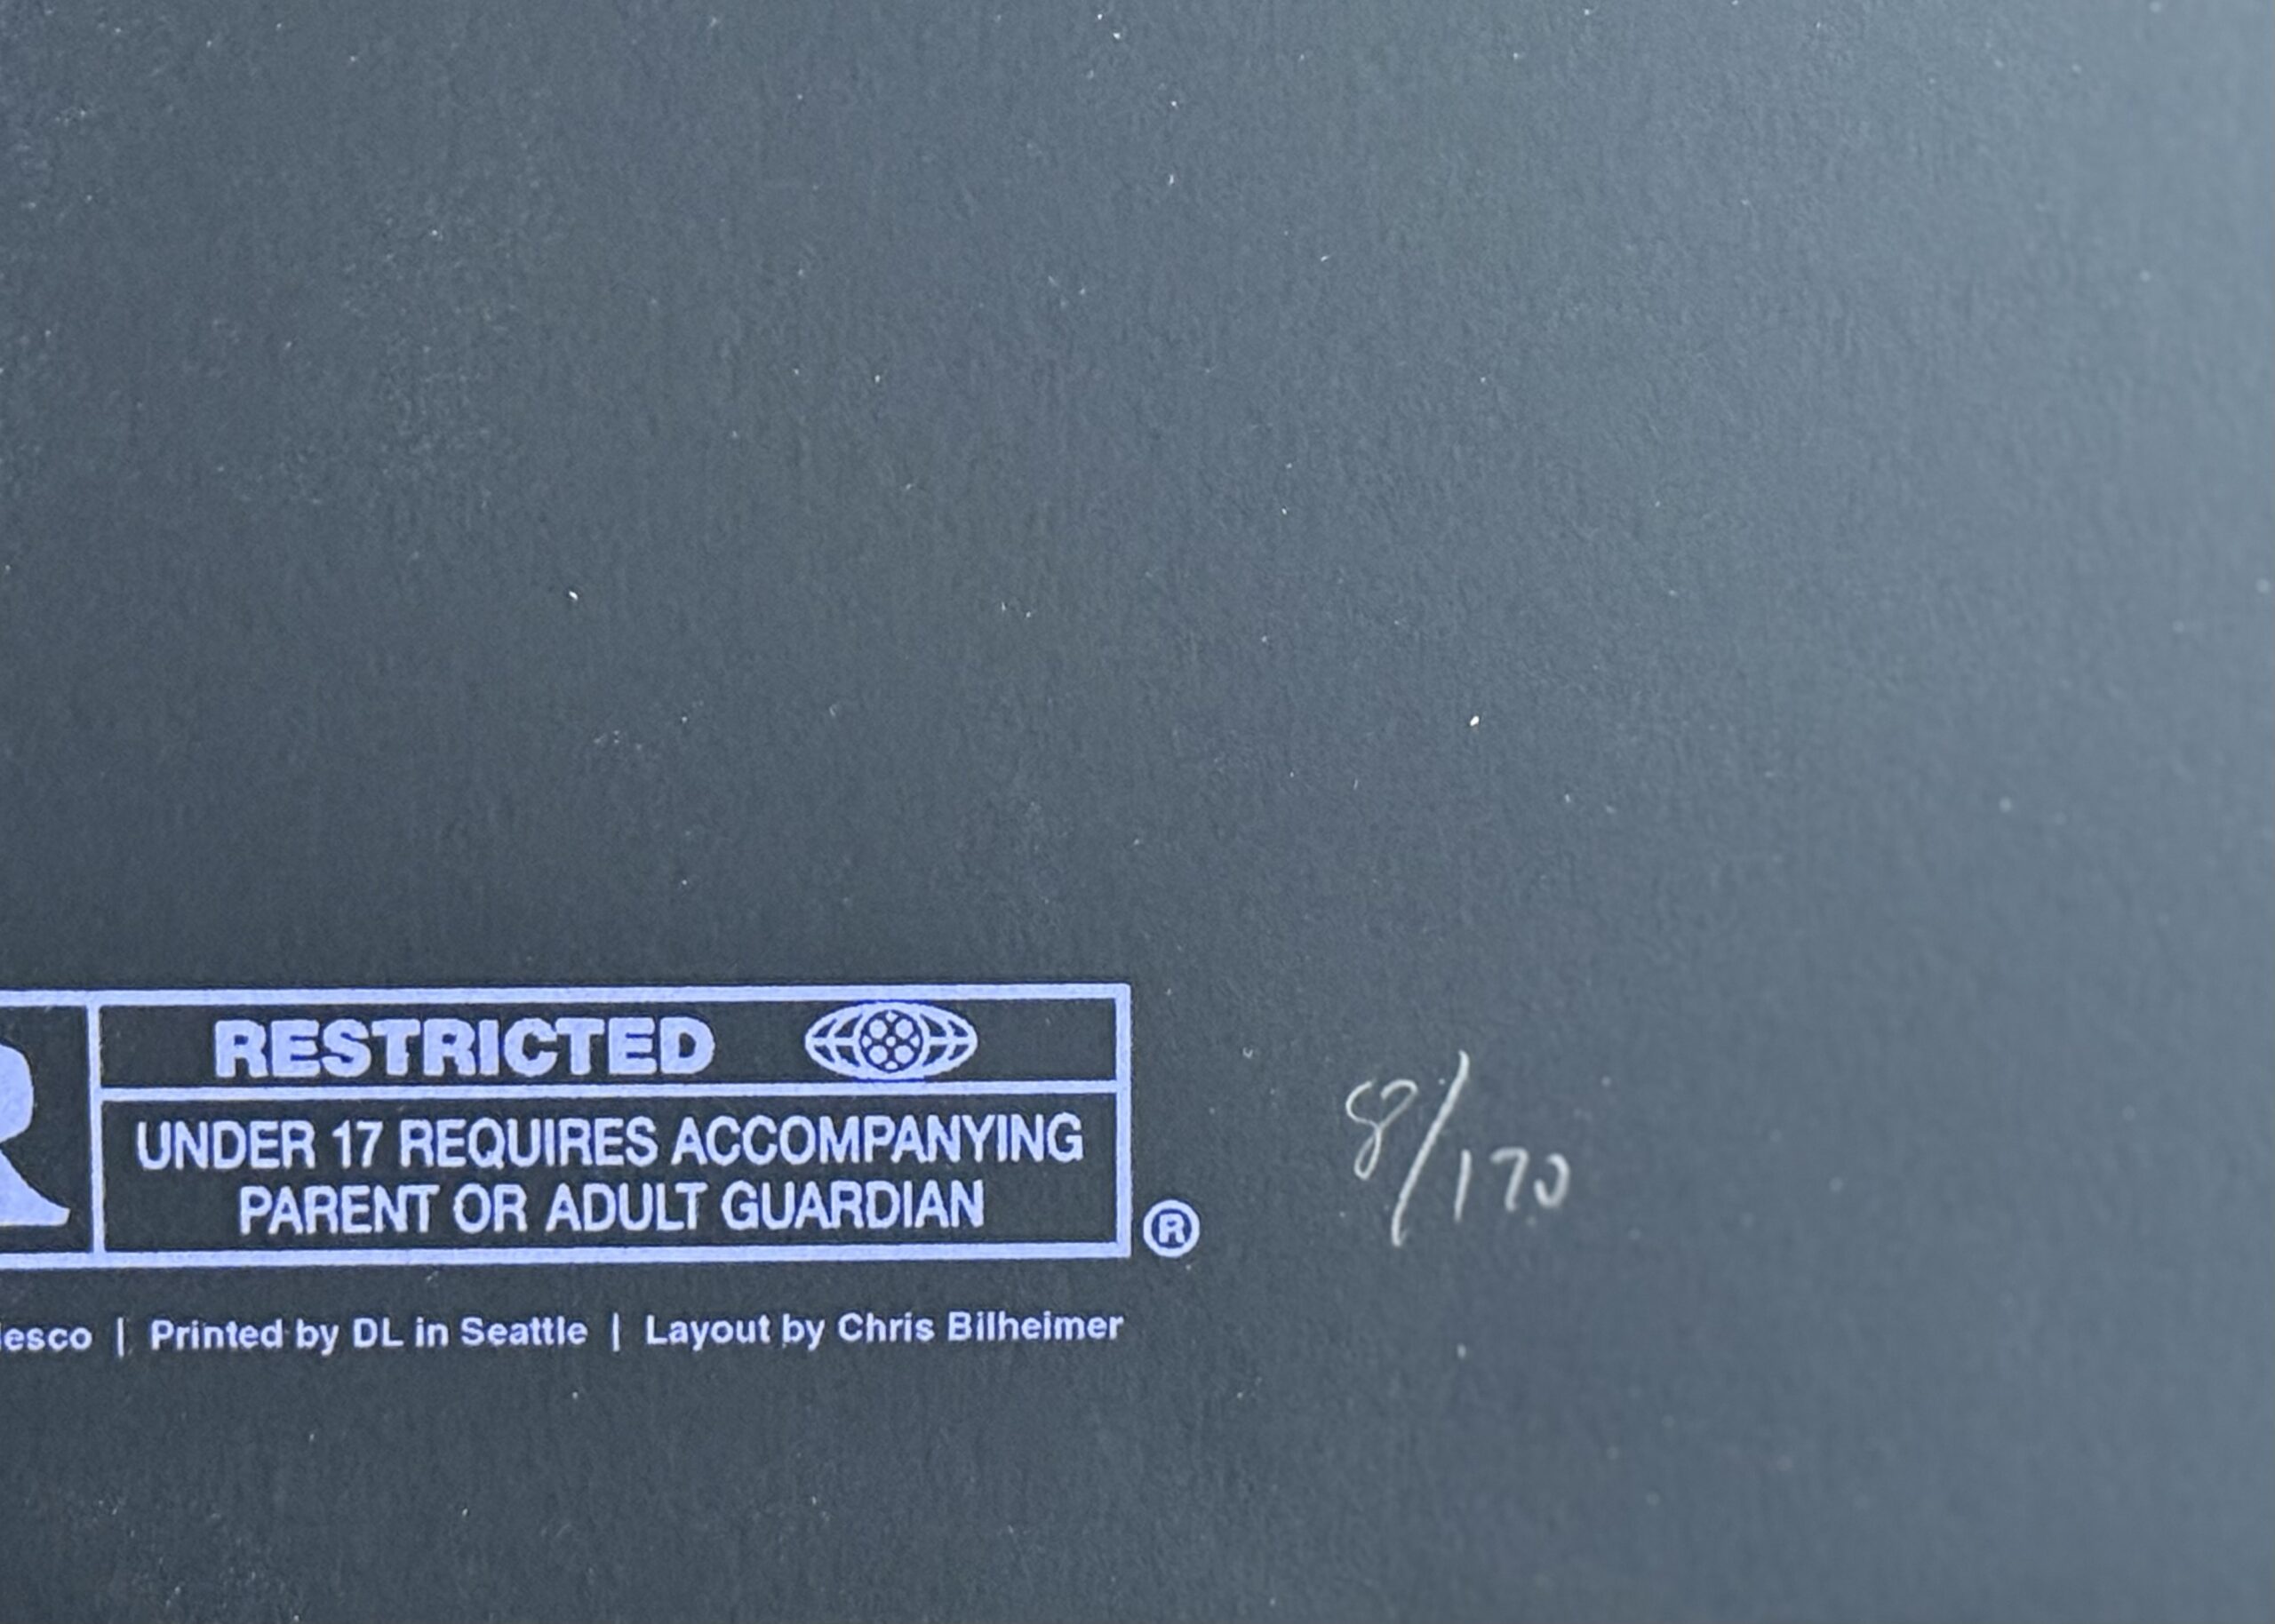 R
RESTRICTED
UNDER 17 REQUIRES ACCOMPANYING
PARENT OR ADULT GUARDIAN
®
8/170
esco | Printed by DL in Seattle | Layout by Chris Bilheimer